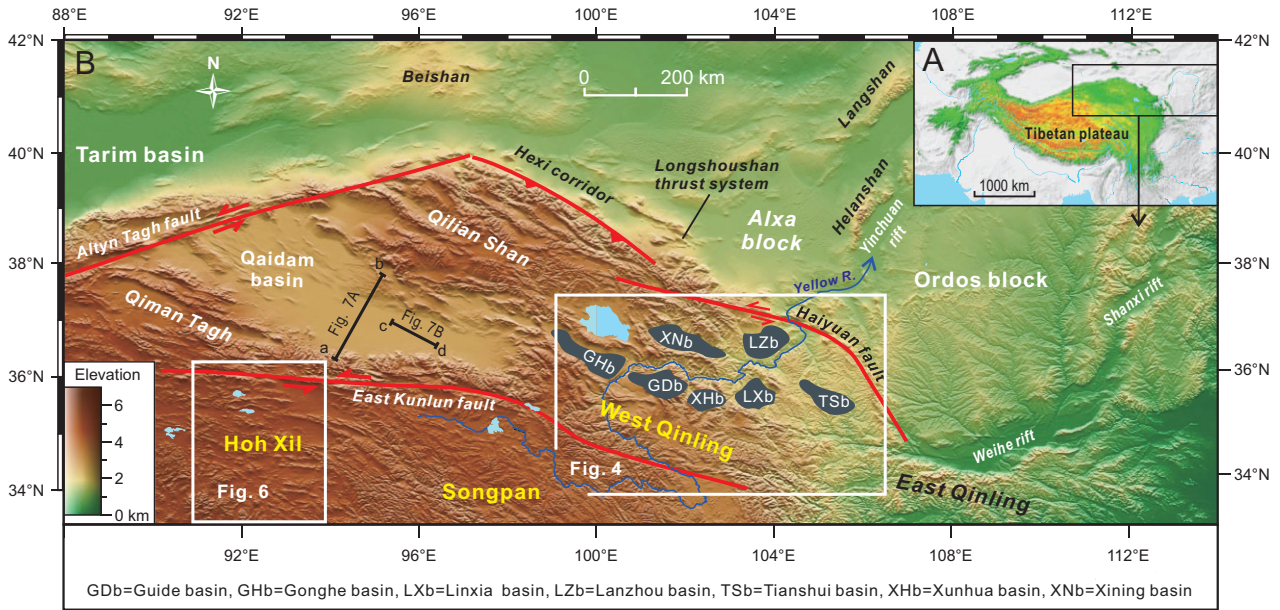 88°E 92°E 96°E 100°E 104°E 108°E 112°E
42°N 42°N
B
N
Beishan
0 200 km
Langshan
A
Tibetan plateau
1000 km
40°N 40°N
Tarim basin
Hexi corridor
Longshoushan
thrust system
Helanshan
Yinchuan
rift
Alxa
block
Altyn Tagh fault
Qilian Shan
Qaidam
basin
38°N 38°N
Yellow R.
Ordos block
Shanxi rift
Qiman Tagh
a
b
Fig. 7A
c
d
Fig. 7B
Haiyuan fault
XNb
LZb
GHb
GDb
XHb
LXb
TSb
36°N 36°N
Elevation
6
4
2
0 km
East Kunlun fault
West Qinling
Weihe rift
Hoh Xil
Fig. 6
Fig. 4
Songpan
East Qinling
34°N 34°N
92°E 96°E 100°E 104°E 108°E 112°E
GDb=Guide basin, GHb=Gonghe basin, LXb=Linxia basin, LZb=Lanzhou basin, TSb=Tianshui basin, XHb=Xunhua basin, XNb=Xining basin